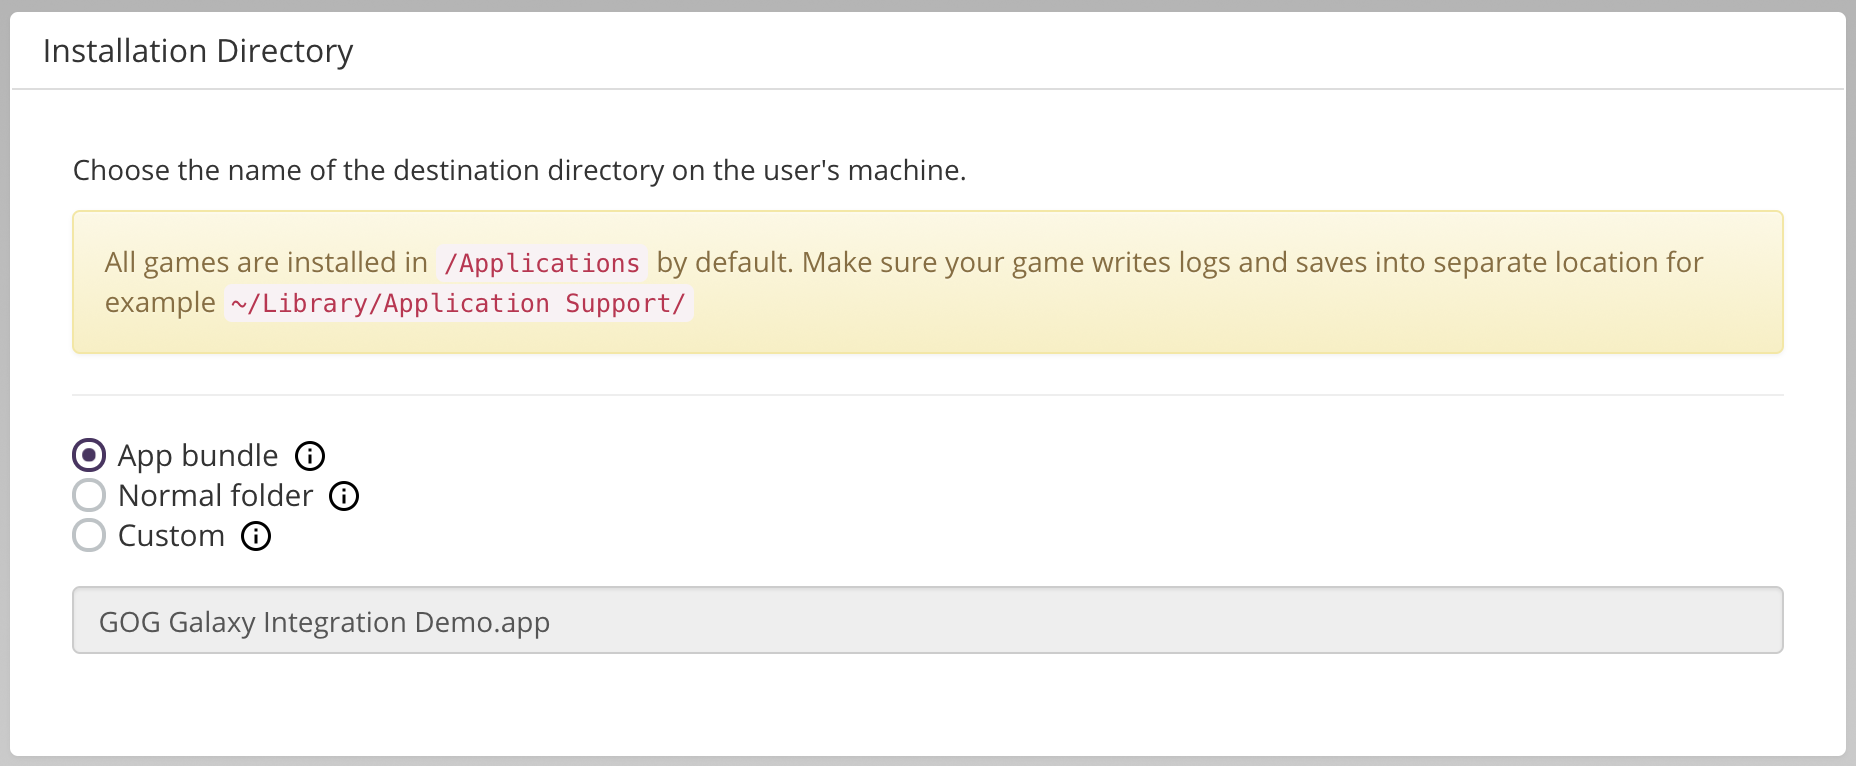 Installation Directory
Choose the name of the destination directory on the user's machine.
All games are installed in /Applications by default. Make sure your game writes logs and saves into separate location for
example ~/Library/Application Support/
App bundle
Normal folder
Custom
GOG Galaxy Integration Demo.app